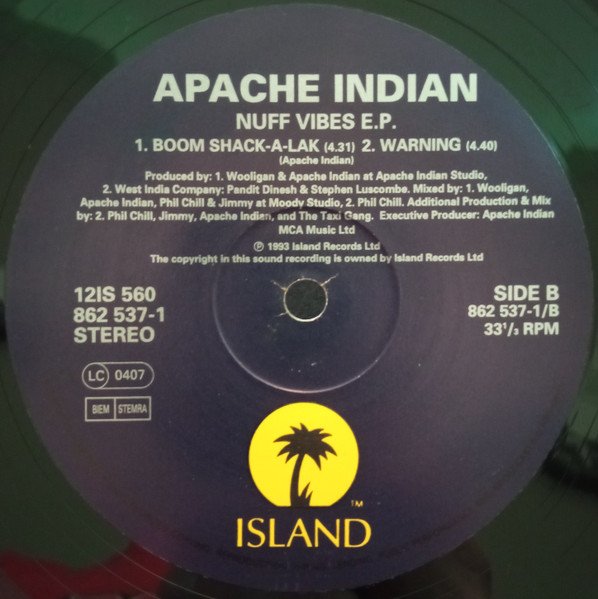 APACHE INDIAN
NUFF VIBES E.P.
1. BOOM SHACK-A-LAK (4.31) 2. WARNING (4.40)
(Apache Indian)
Produced by: 1. Wooligan & Apache Indian at Apache Indian Studio,
2. West India Company: Pandit Dinesh & Stephen Luscombe. Mixed by: 1. Wooligan,
Apache Indian, Phil Chill & Jimmy at Moody Studio, 2. Phil Chill. Additional Production & Mix
by: 2. Phil Chill, Jimmy, Apache Indian, and The Taxi Gang. Executive Producer: Apache Indian
MCA Music Ltd
℗ 1993 Island Records Ltd
The copyright in this sound recording is owned by Island Records Ltd
12IS 560
862 537-1
STEREO
SIDE B
862 537-1/B
33¹/₃ RPM
LC 0407
BIEM STEMRA
TM
ISLAND